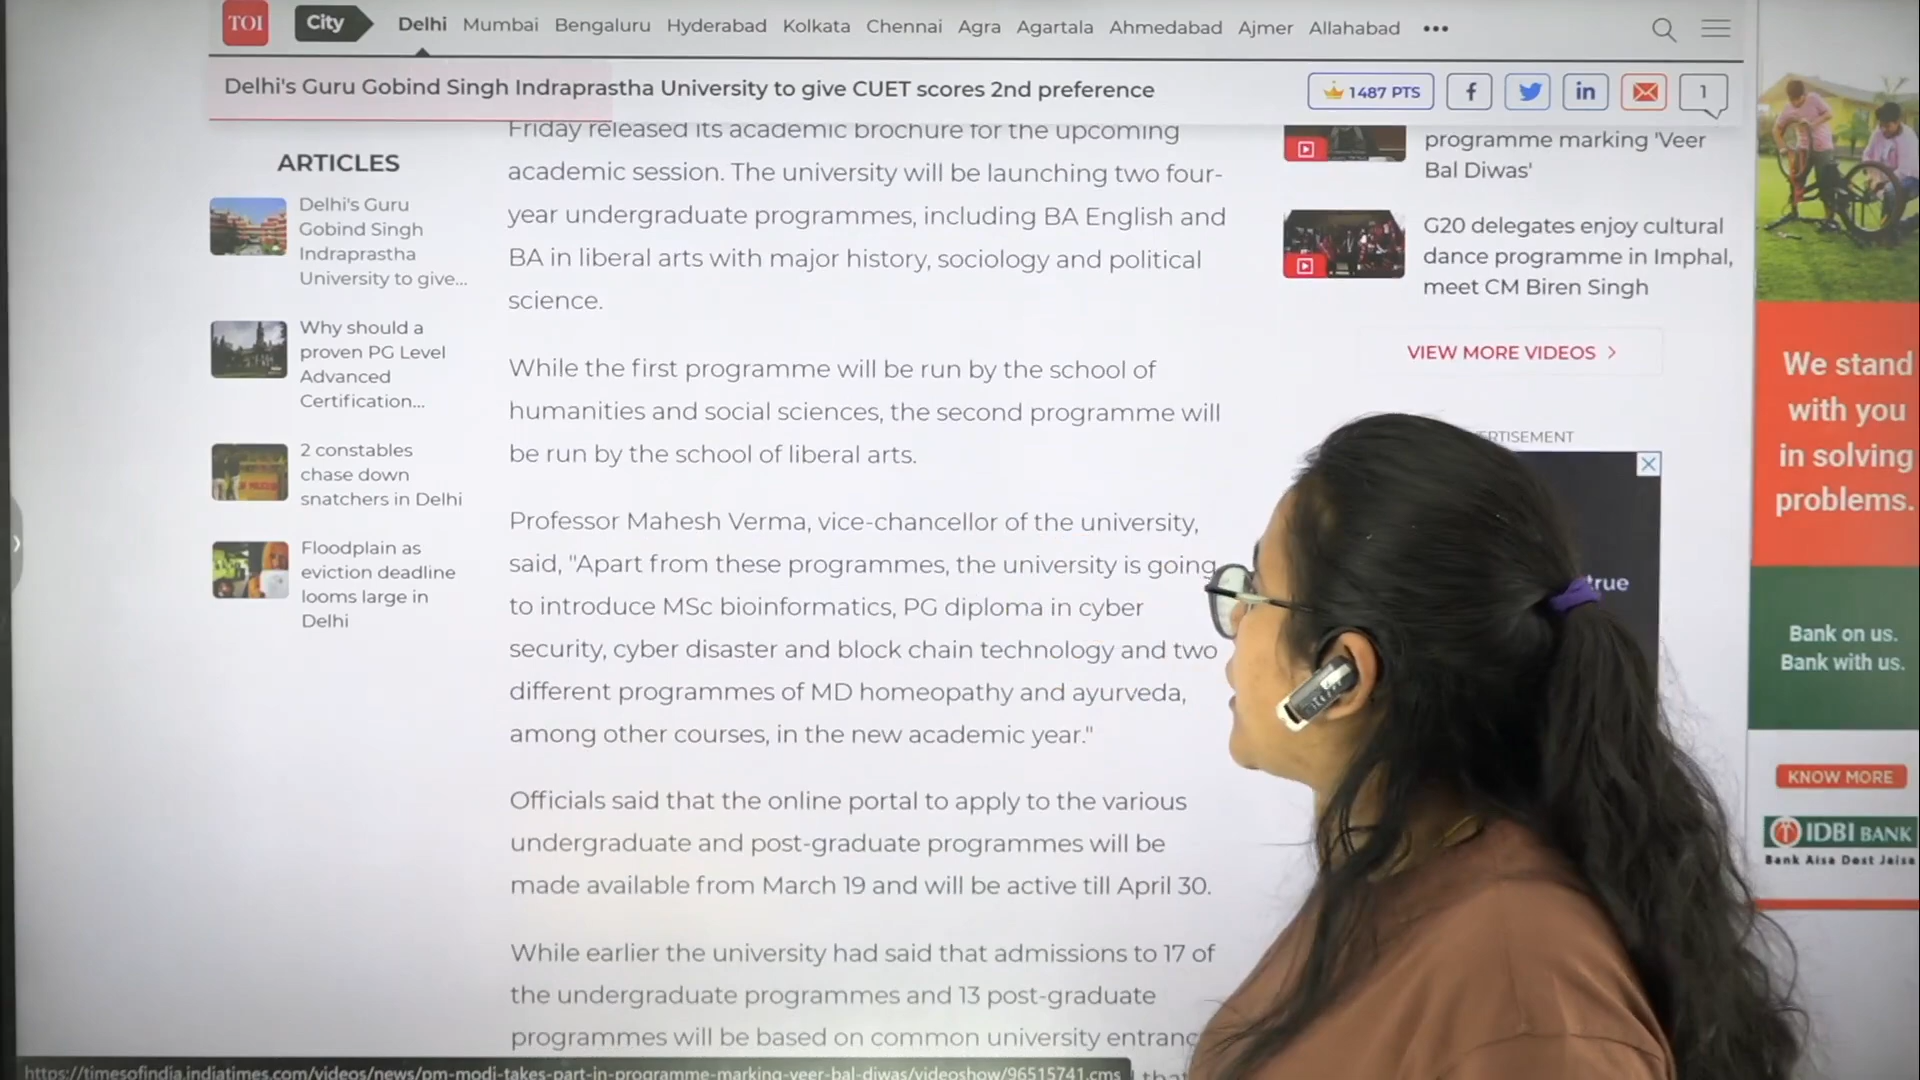 TOI
City
Delhi Mumbai Bengaluru Hyderabad Kolkata Chennai Agra Agartala Ahmedabad Ajmer Allahabad •••
Delhi's Guru Gobind Singh Indraprastha University to give CUET scores 2nd preference
1487 PTS
f
in
1
ARTICLES
Delhi's Guru
Gobind Singh
Indraprastha
University to give...
Why should a
proven PG Level
Advanced
Certification...
2 constables
chase down
snatchers in Delhi
Floodplain as
eviction deadline
looms large in
Delhi
Friday released its academic brochure for the upcoming
academic session. The university will be launching two four-
year undergraduate programmes, including BA English and
BA in liberal arts with major history, sociology and political
science.
While the first programme will be run by the school of
humanities and social sciences, the second programme will
be run by the school of liberal arts.
Professor Mahesh Verma, vice-chancellor of the university,
said, "Apart from these programmes, the university is going
to introduce MSc bioinformatics, PG diploma in cyber
security, cyber disaster and block chain technology and two
different programmes of MD homeopathy and ayurveda,
among other courses, in the new academic year."
Officials said that the online portal to apply to the various
undergraduate and post-graduate programmes will be
made available from March 19 and will be active till April 30.
While earlier the university had said that admissions to 17 of
the undergraduate programmes and 13 post-graduate
programmes will be based on common university entranc
programme marking 'Veer
Bal Diwas'
G20 delegates enjoy cultural
dance programme in Imphal,
meet CM Biren Singh
VIEW MORE VIDEOS >
RTISEMENT
true
We stand
with you
in solving
problems.
Bank on us.
Bank with us.
KNOW MORE
IDBI BANK
Bank Aisa Dost Jaisa
https://timesofindia.indiatimes.com/videos/news/pm-modi-takes-part-in-programme-marking-veer-bal-diwas/videoshow/96515741.cms